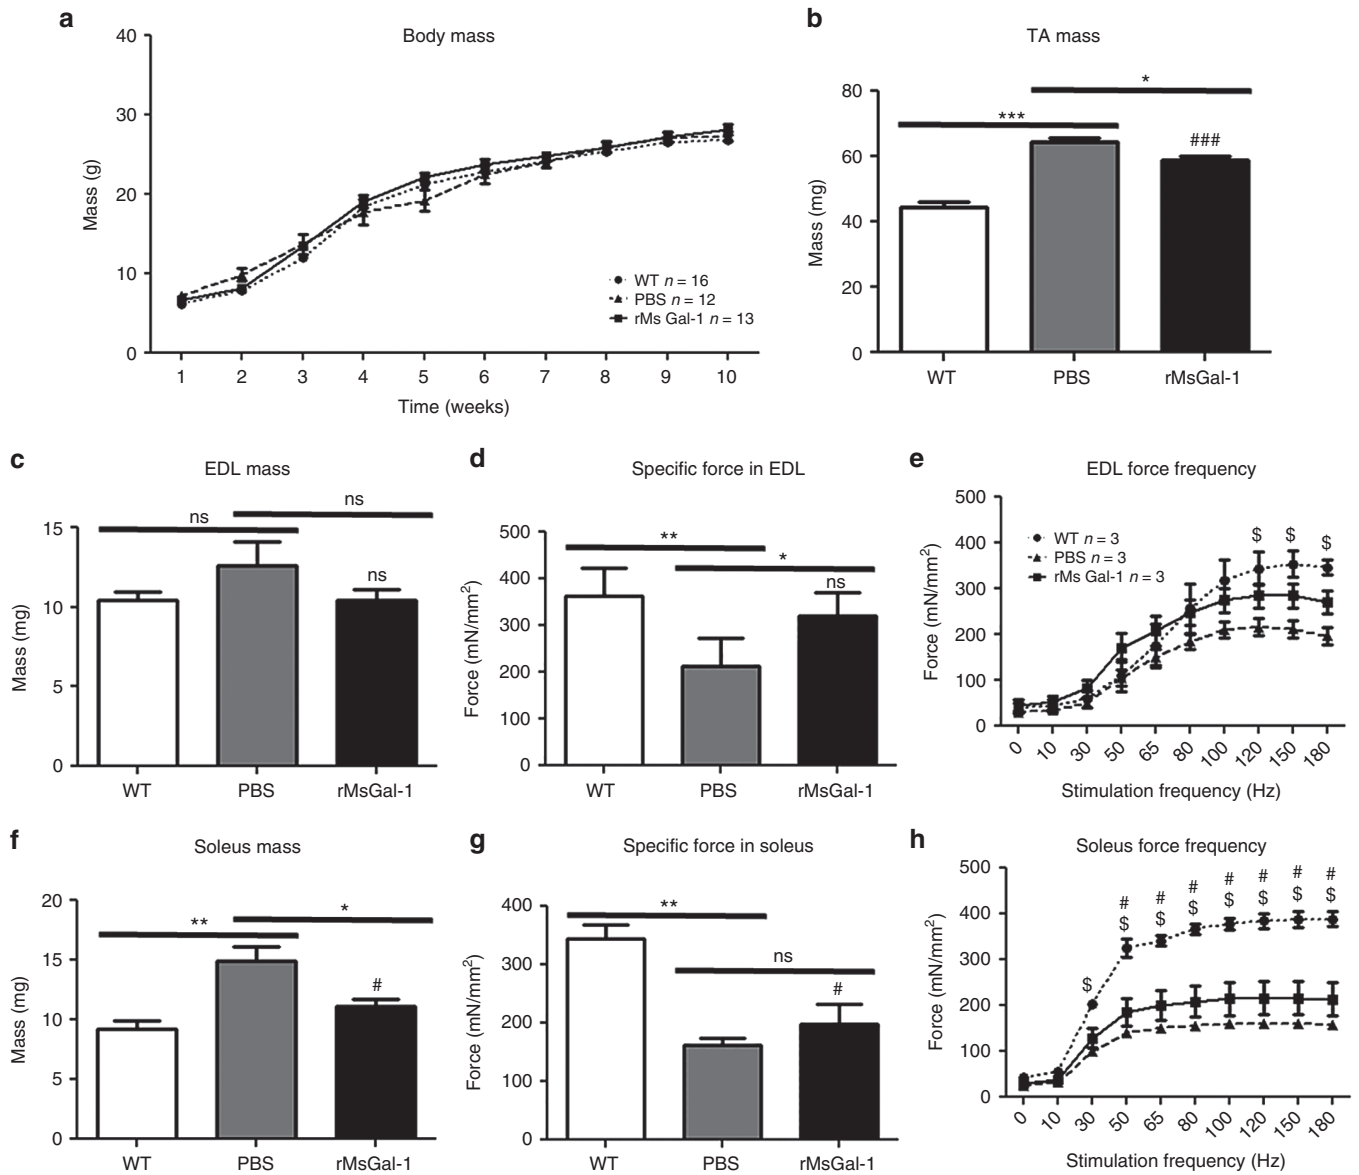 a
Body mass
40
30
20
10
0
Mass (g)
WT n = 16
PBS n = 12
rMs Gal-1 n = 13
1 2 3 4 5 6 7 8 9 10
Time (weeks)
b
TA mass
80
60
40
20
0
Mass (mg)
***
*
###
WT PBS rMsGal-1
c
EDL mass
15
10
5
0
Mass (mg)
ns
ns
ns
WT PBS rMsGal-1
d
Specific force in EDL
500
400
300
200
100
0
Force (mN/mm²)
**
*
ns
WT PBS rMsGal-1
e
EDL force frequency
500
400
300
200
100
0
Force (mN/mm²)
WT n = 3
PBS n = 3
rMs Gal-1 n = 3
$ $ $
0 10 30 50 65 80 100 120 150 180
Stimulation frequency (Hz)
f
Soleus mass
20
15
10
5
0
Mass (mg)
**
*
#
WT PBS rMsGal-1
g
Specific force in soleus
400
300
200
100
0
Force (mN/mm²)
**
ns
#
WT PBS rMsGal-1
h
Soleus force frequency
500
400
300
200
100
0
Force (mN/mm²)
# # # # # # #
$ $ $ $ $ $ $ $
0 10 30 50 65 80 100 120 150 180
Stimulation frequency (Hz)